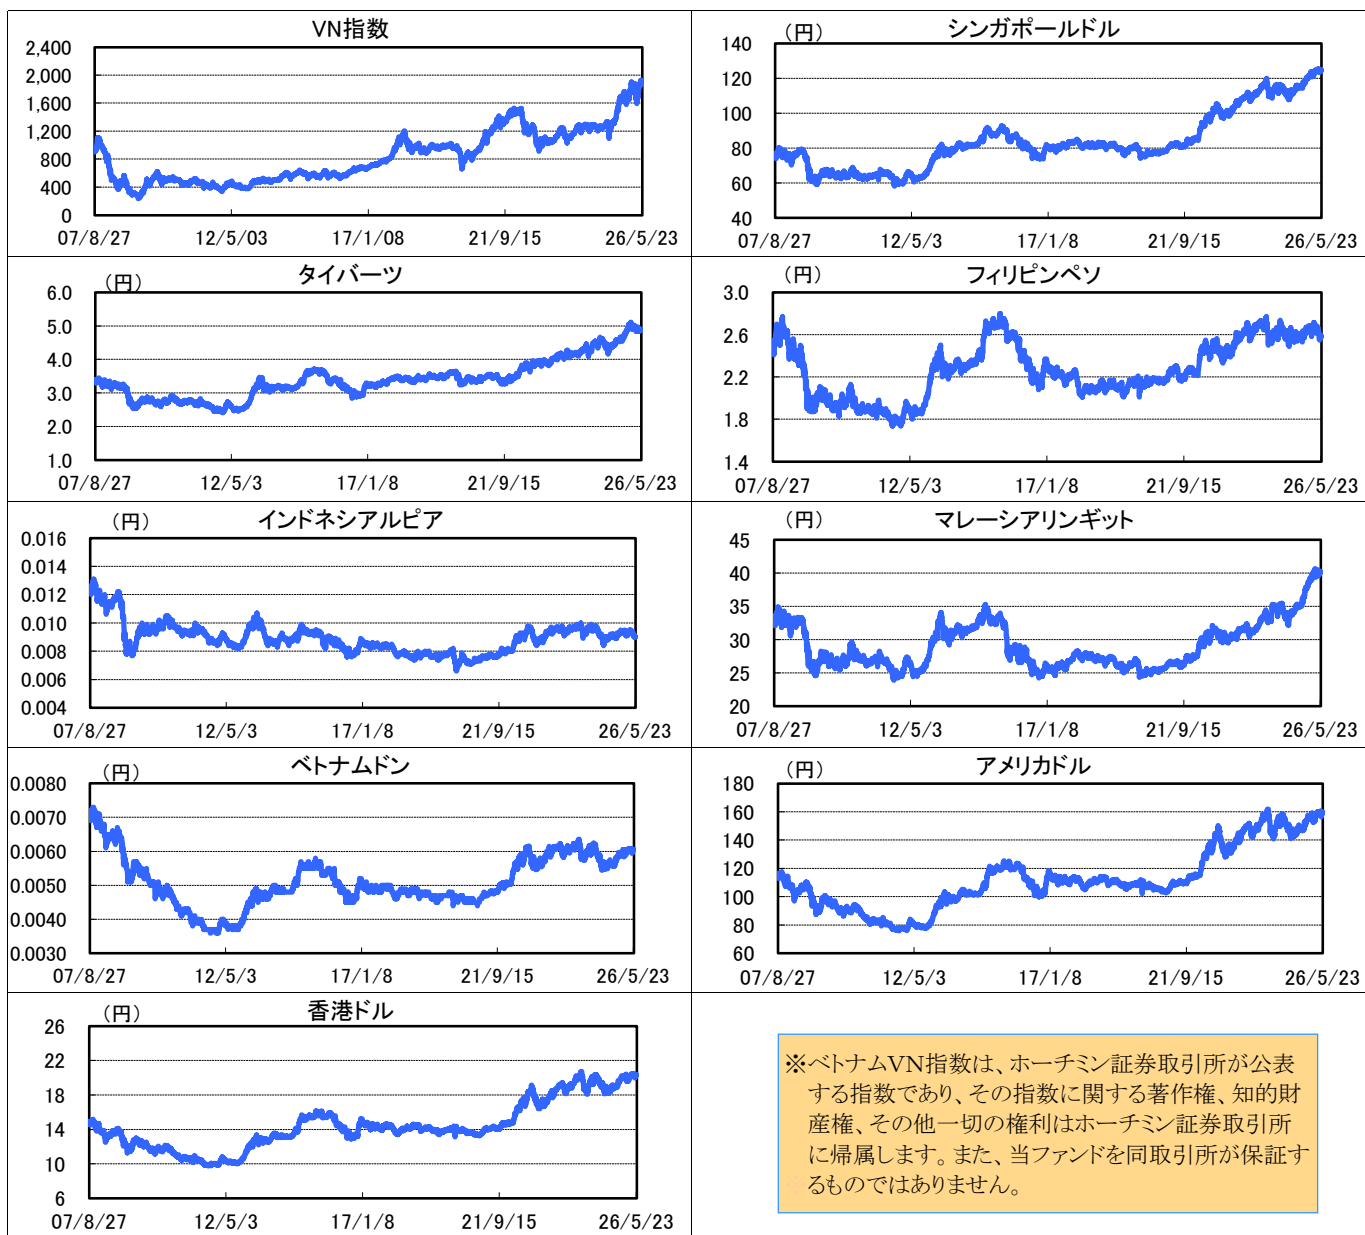 VN指数
2,400
2,000
1,600
1,200
800
400
0
07/8/27 12/5/03 17/1/08 21/9/15 26/5/23
シンガポールドル
（円）
140
120
100
80
60
40
07/8/27 12/5/3 17/1/8 21/9/15 26/5/23
タイバーツ
（円）
6.0
5.0
4.0
3.0
2.0
1.0
07/8/27 12/5/3 17/1/8 21/9/15 26/5/23
フィリピンペソ
（円）
3.0
2.6
2.2
1.8
1.4
07/8/27 12/5/3 17/1/8 21/9/15 26/5/23
インドネシアルピア
（円）
0.016
0.014
0.012
0.010
0.008
0.006
0.004
07/8/27 12/5/3 17/1/8 21/9/15 26/5/23
マレーシアリンギット
（円）
45
40
35
30
25
20
07/8/27 12/5/3 17/1/8 21/9/15 26/5/23
ベトナムドン
（円）
0.0080
0.0070
0.0060
0.0050
0.0040
0.0030
07/8/27 12/5/3 17/1/8 21/9/15 26/5/23
アメリカドル
（円）
180
160
140
120
100
80
60
07/8/27 12/5/3 17/1/8 21/9/15 26/5/23
香港ドル
（円）
26
22
18
14
10
6
07/8/27 12/5/3 17/1/8 21/9/15 26/5/23
※ベトナムVN指数は、ホーチミン証券取引所が公表
する指数であり、その指数に関する著作権、知的財
産権、その他一切の権利はホーチミン証券取引所
に帰属します。また、当ファンドを同取引所が保証す
※るものではありません。